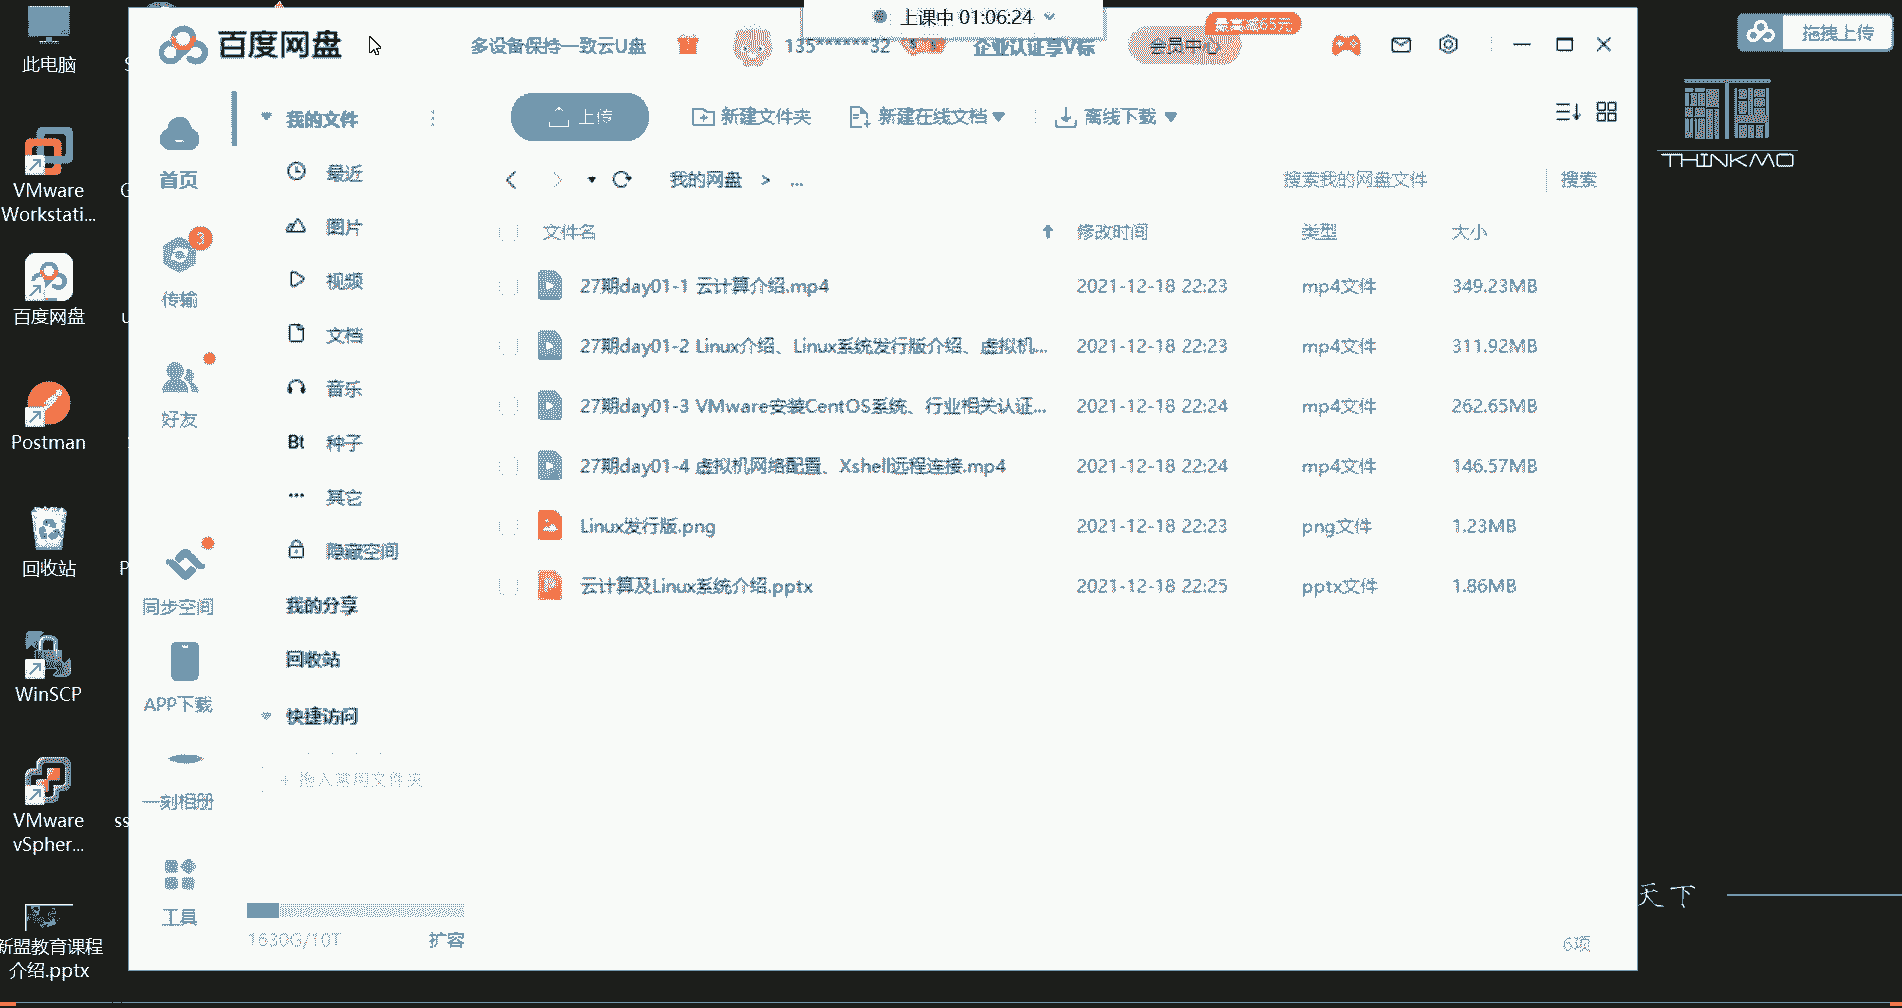 上课中 01:06:24
此电脑
VMware
Workstati...
百度网盘
Postman
回收站
WinSCP
VMware
vSpher...
新盟教育课程
介绍.pptx
百度网盘
多设备保持一致云U盘
135******32
企业认证享V标
会员中心
拖拽上传
THINKMO
天下
首页
传输
3
好友
同步空间
APP下载
一刻相册
工具
我的文件
最近
图片
视频
文档
音乐
Bt 种子
其它
隐藏空间
我的分享
回收站
快捷访问
+ 拖入常用文件夹
1630G/10T 扩容
上传 新建文件夹 新建在线文档 离线下载
我的网盘 > ... 搜索我的网盘文件 搜索
文件名 修改时间 类型 大小
27期day01-1 云计算介绍.mp4 2021-12-18 22:23 mp4文件 349.23MB
27期day01-2 Linux介绍、Linux系统发行版介绍、虚拟机... 2021-12-18 22:23 mp4文件 311.92MB
27期day01-3 VMware安装CentOS系统、行业相关认证... 2021-12-18 22:24 mp4文件 262.65MB
27期day01-4 虚拟机网络配置、Xshell远程连接.mp4 2021-12-18 22:24 mp4文件 146.57MB
Linux发行版.png 2021-12-18 22:23 png文件 1.23MB
云计算及Linux系统介绍.pptx 2021-12-18 22:25 pptx文件 1.86MB
6项